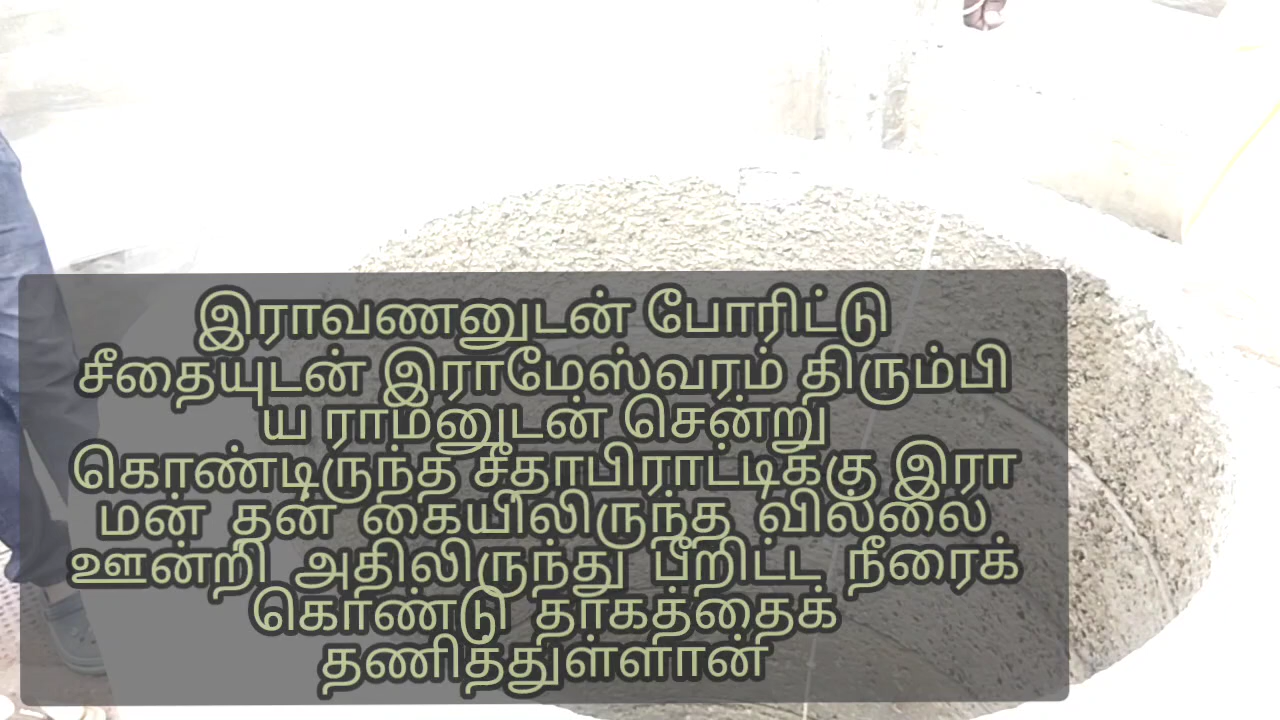 இராவணனுடன் போரிட்டு
சீதையுடன் இராமேஸ்வரம் திரும்பி
ய ராமனுடன் சென்று
கொண்டிருந்த சீதாபிராட்டிக்கு இரா
மன் தன் கையிலிருந்த வில்லை
ஊன்றி அதிலிருந்து பீறிட்ட நீரைக்
கொண்டு தாகத்தைக்
தணித்துள்ளான்